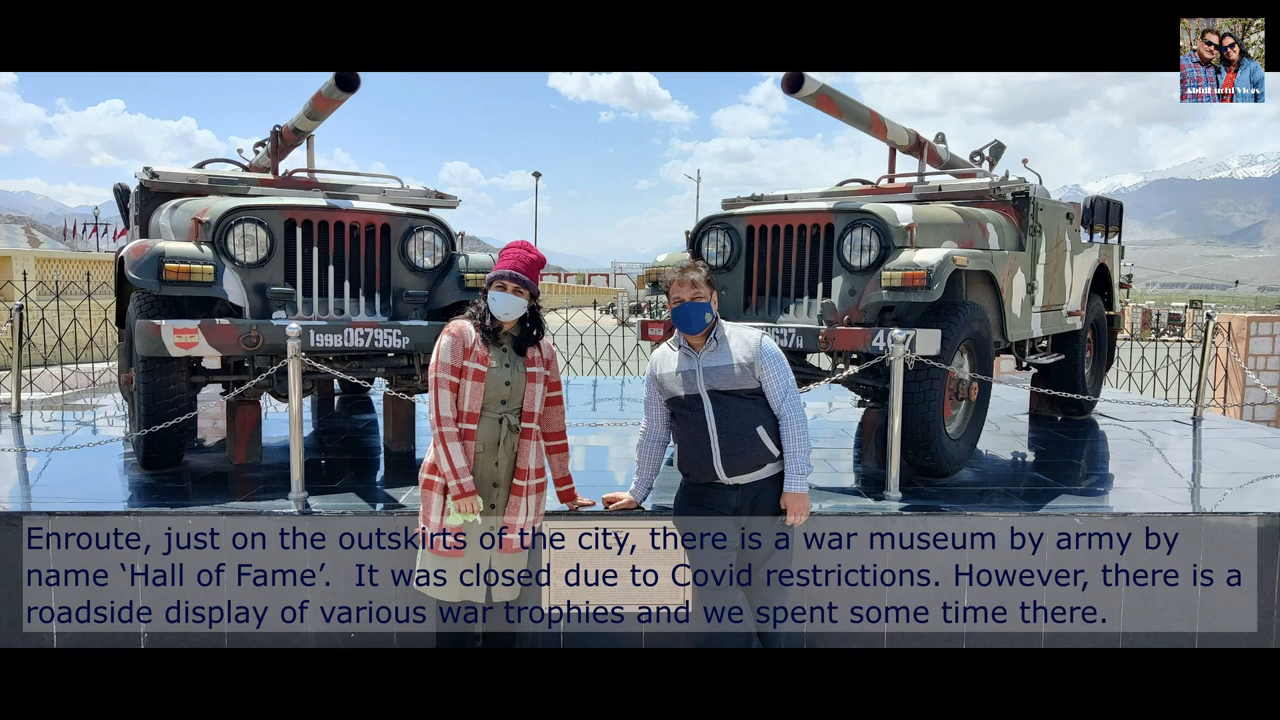 199B067956P
467
Enroute, just on the outskirts of the city, there is a war museum by army by
name ‘Hall of Fame’.  It was closed due to Covid restrictions. However, there is a
roadside display of various war trophies and we spent some time there.